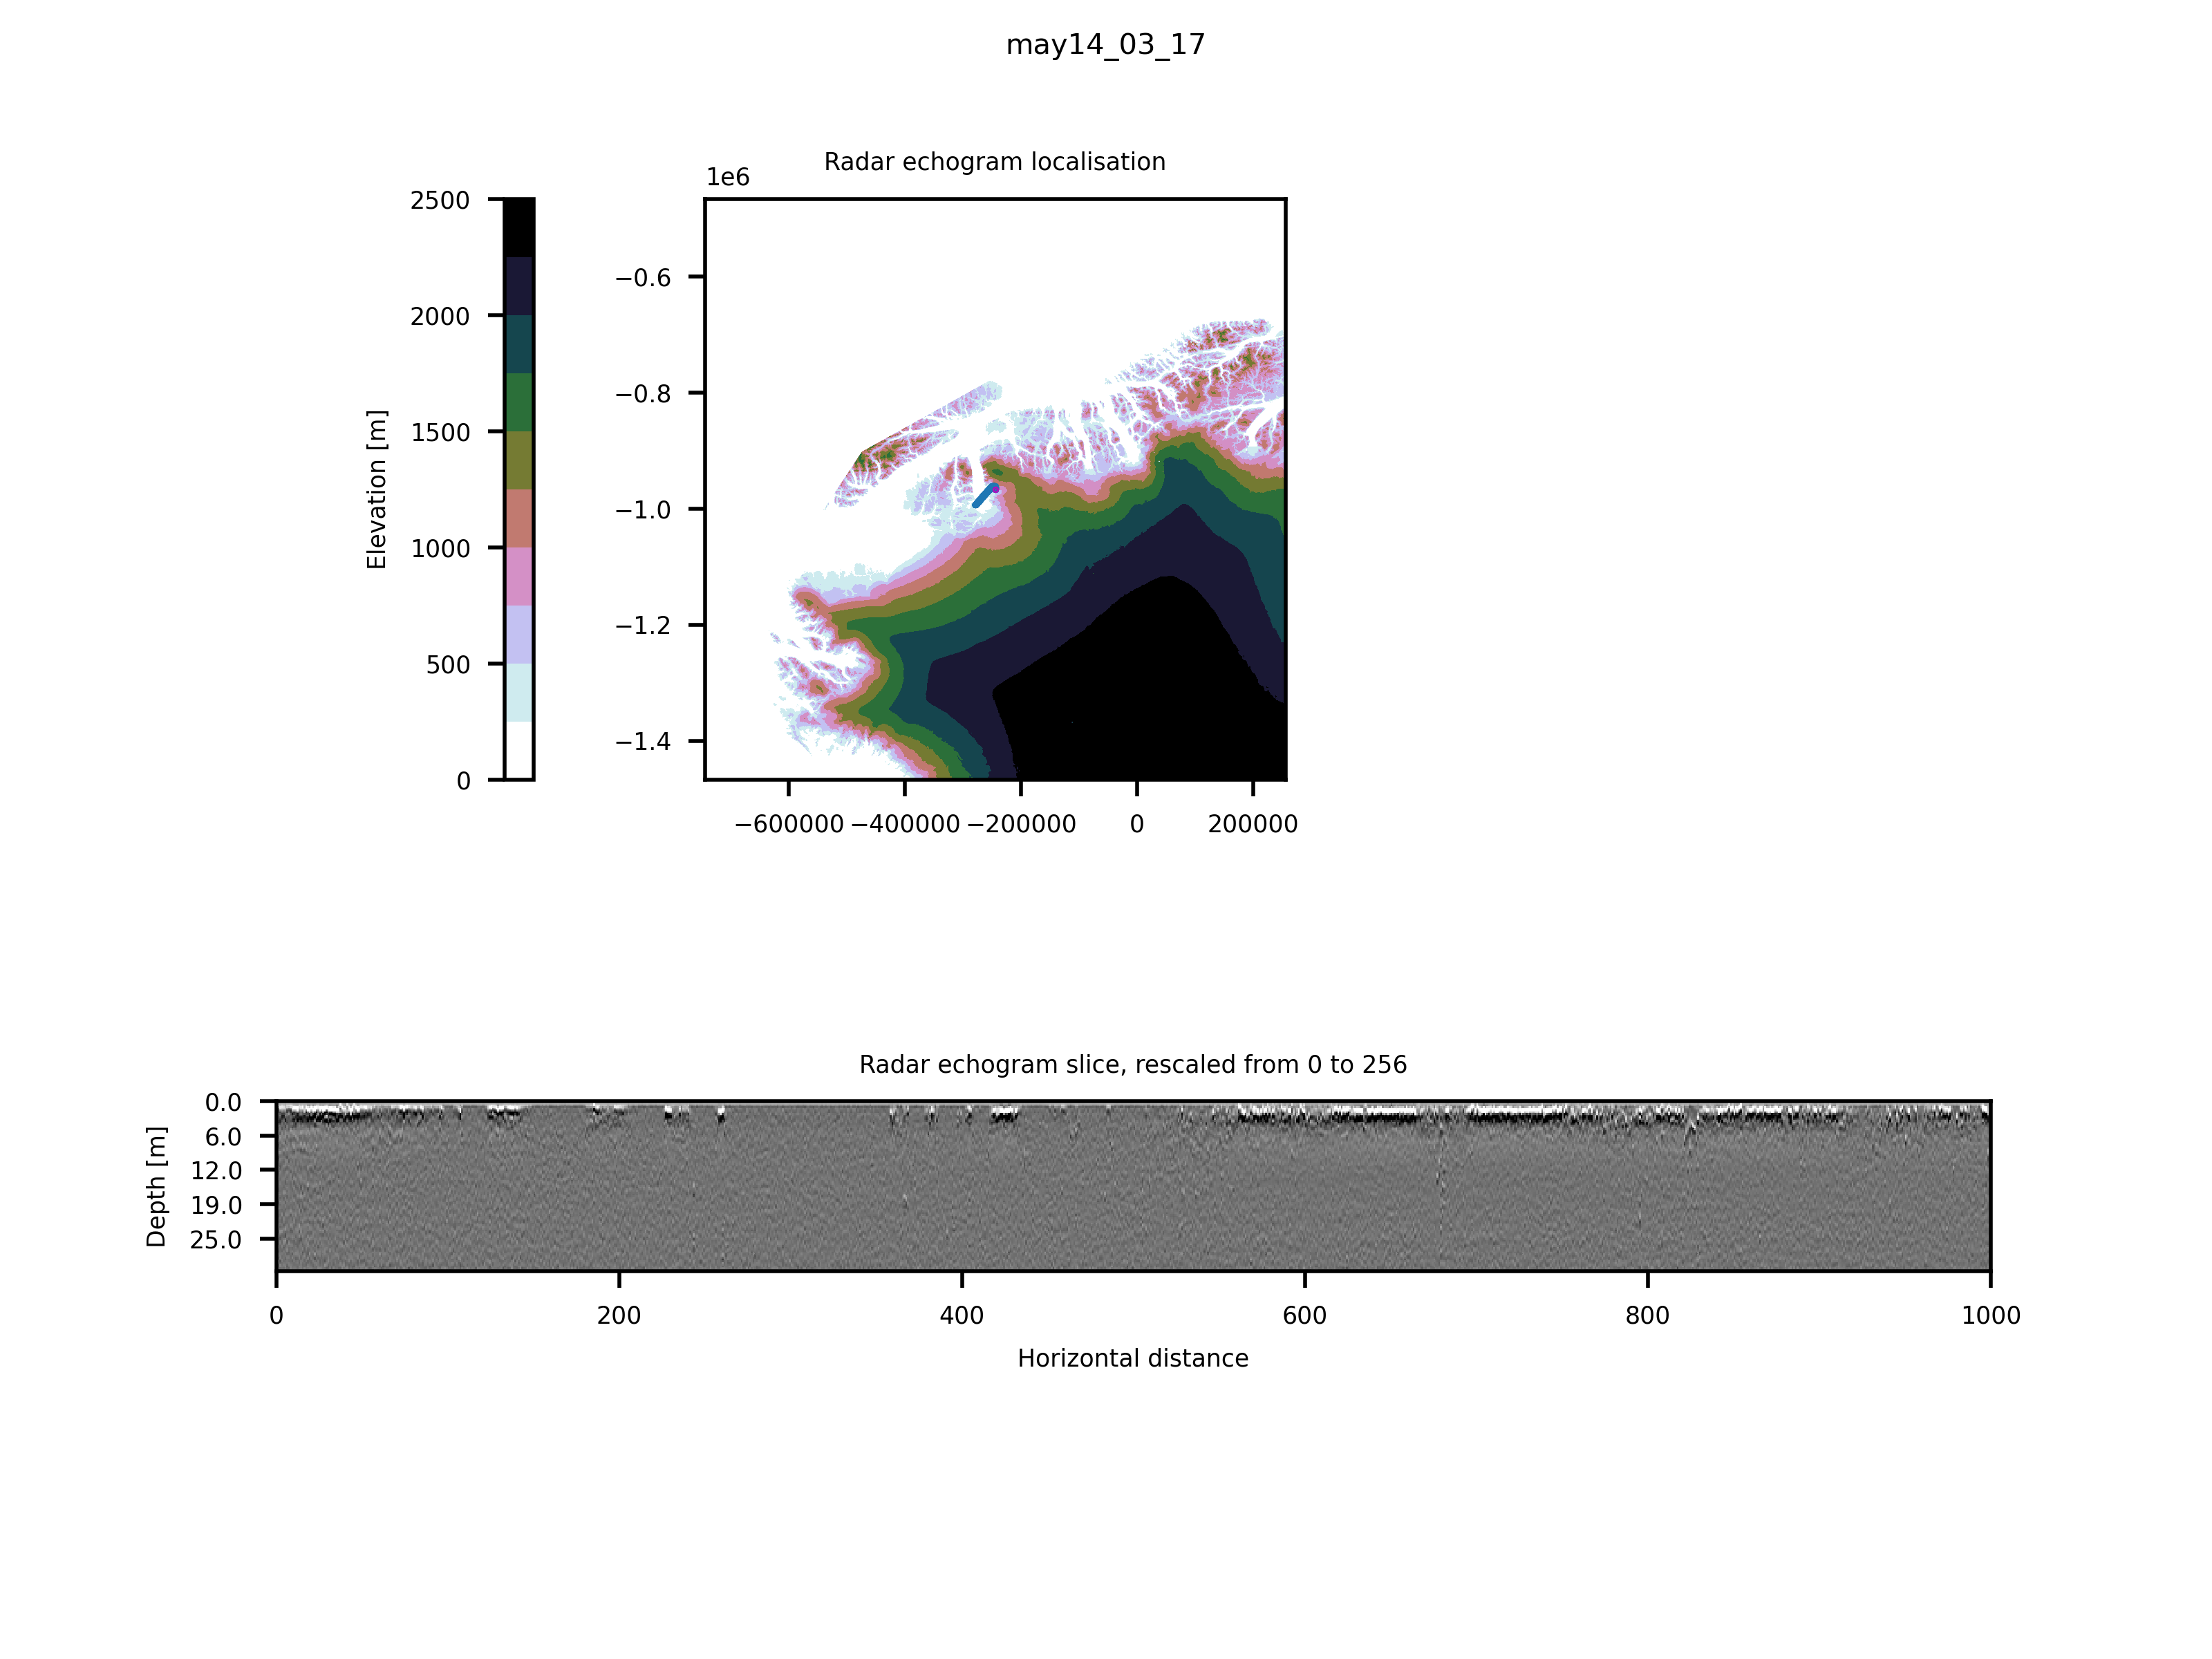 may14_03_17
Radar echogram localisation
1e6
2500
2000
1500
1000
500
0
Elevation [m]
−0.6
−0.8
−1.0
−1.2
−1.4
−600000 −400000 −200000 0 200000
Radar echogram slice, rescaled from 0 to 256
0.0
6.0
12.0
19.0
25.0
Depth [m]
0 200 400 600 800 1000
Horizontal distance